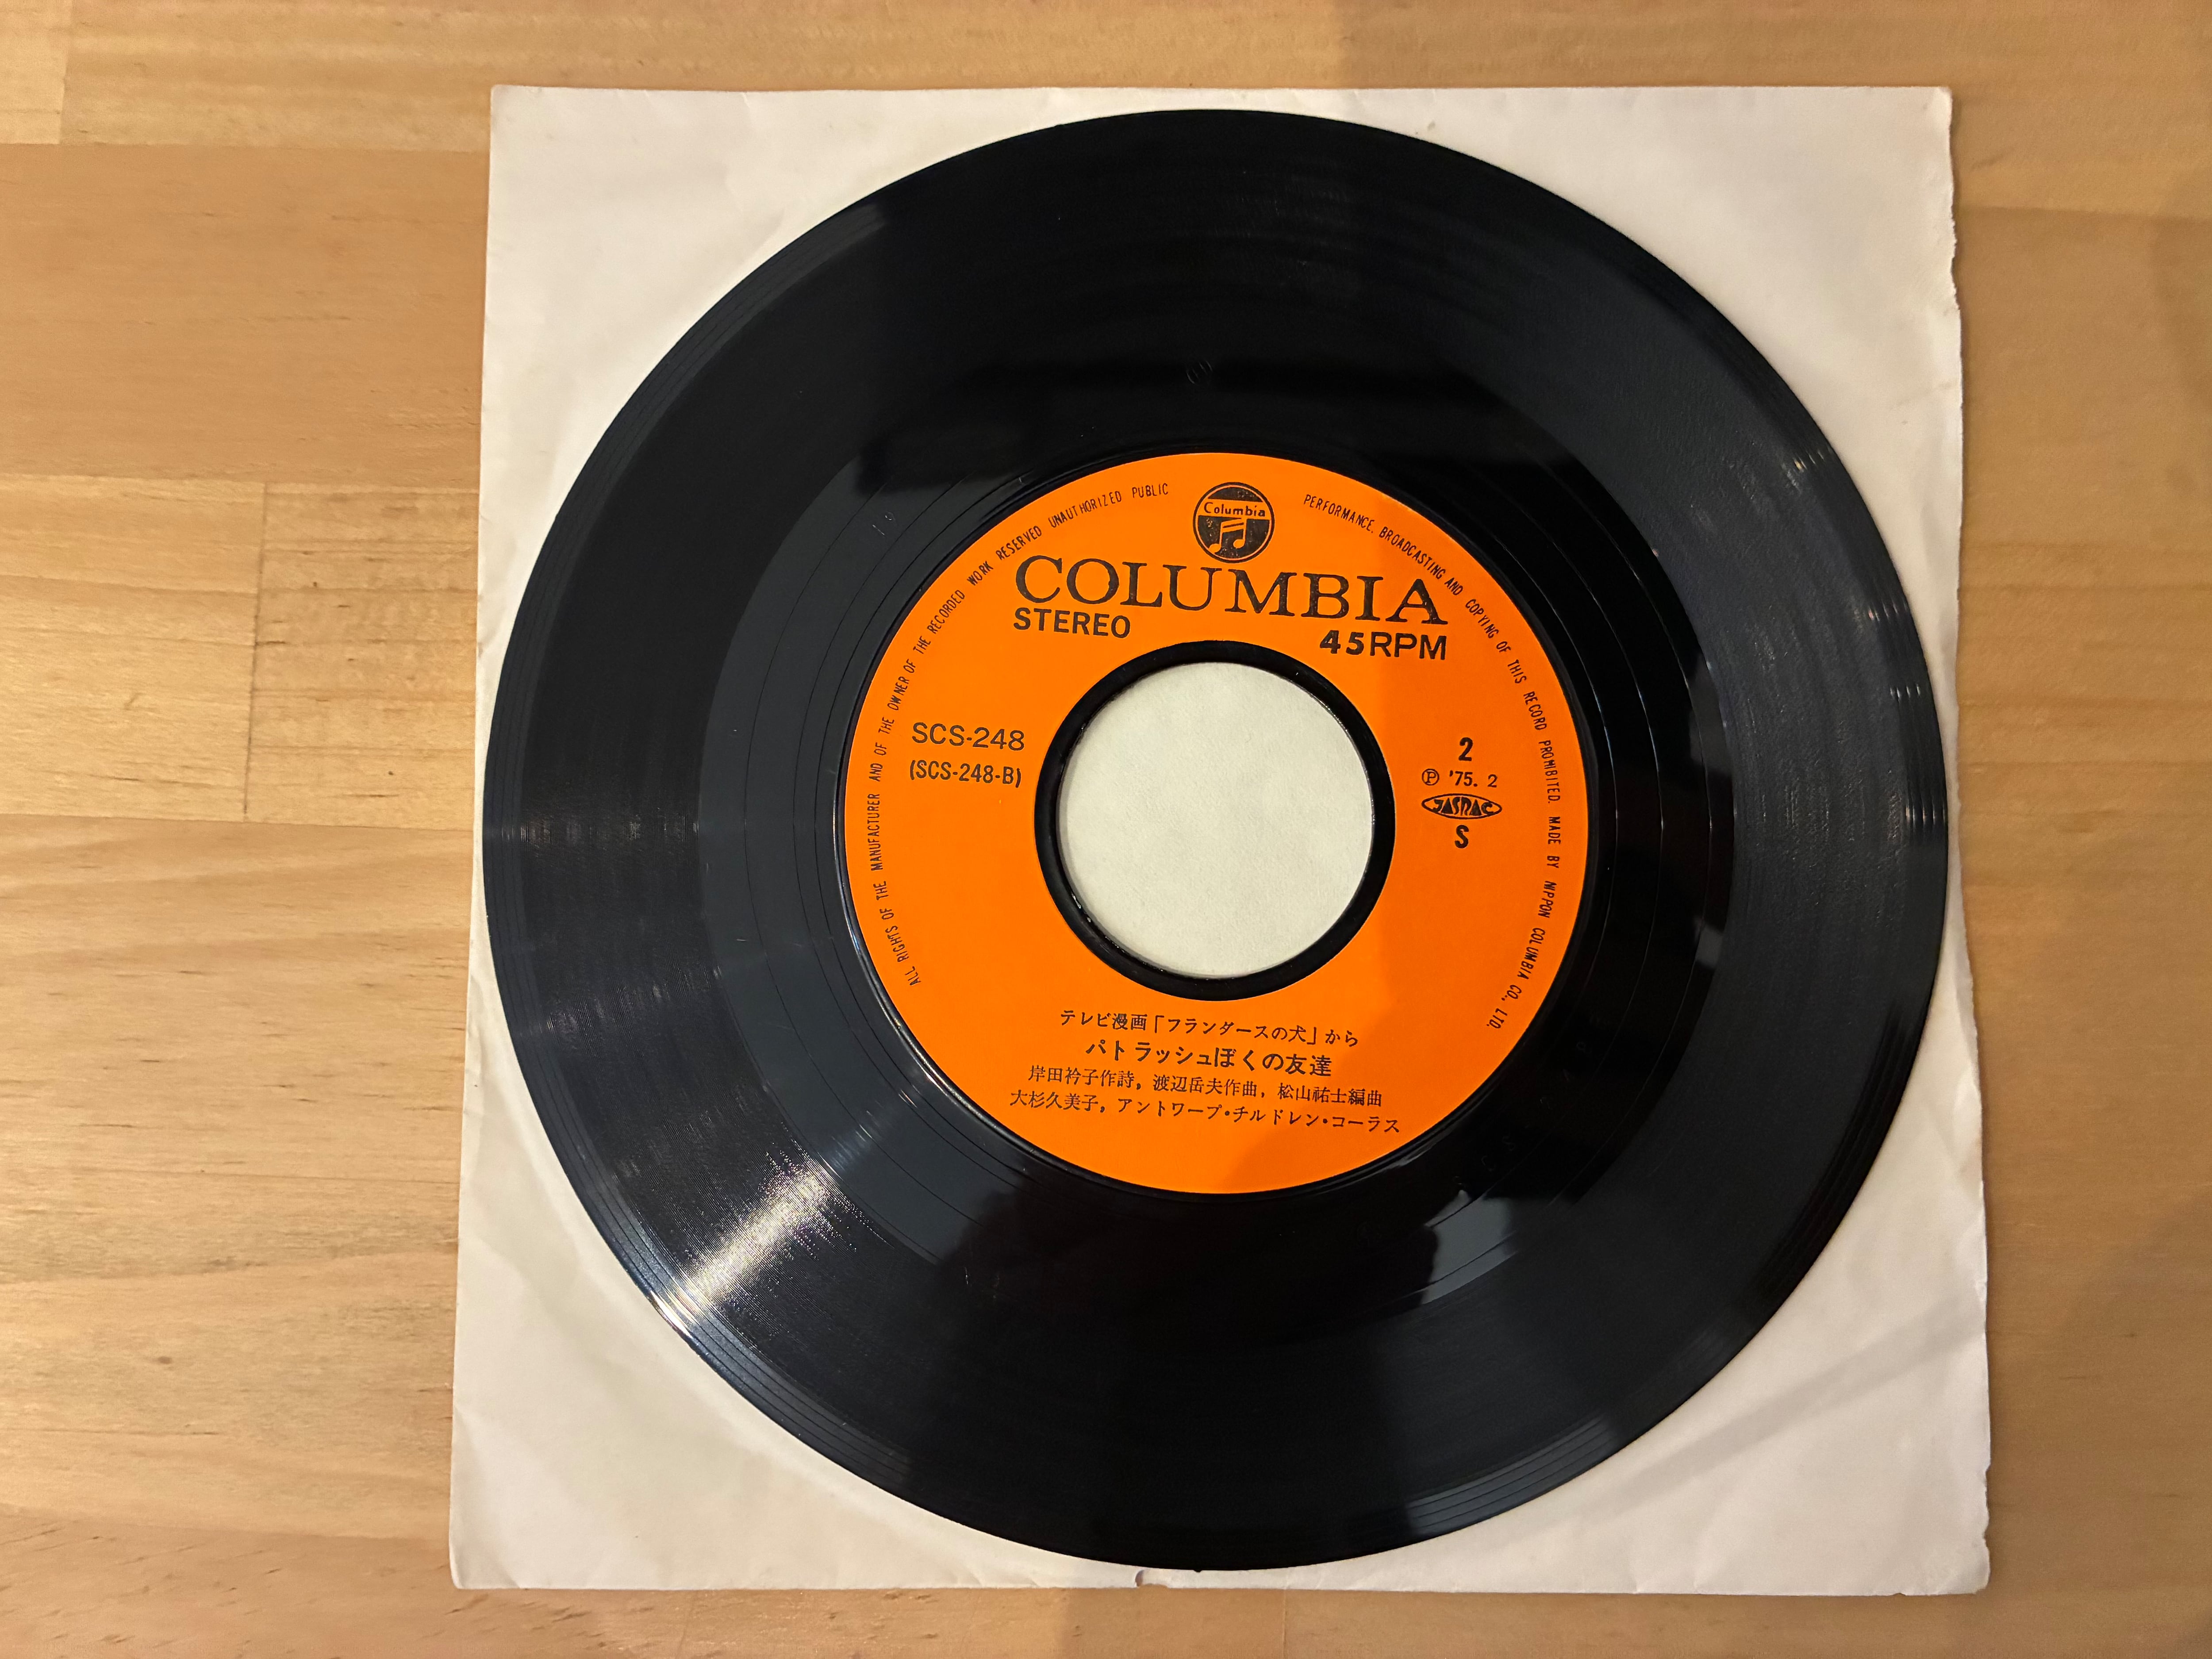 ALL RIGHTS OF THE MANUFACTURER AND OF THE OWNER OF THE RECORDED WORK RESERVED UNAUTHORIZED PUBLIC PERFORMANCE, BROADCASTING AND COPYING OF THIS RECORD PROHIBITED. MADE BY NIPPON COLUMBIA CO., LTD.
Columbia
COLUMBIA
STEREO
45RPM
SCS-248
(SCS-248-B)
2
Ⓟ '75. 2
JASRAC
S
テレビ漫画「フランダースの犬」から
パトラッシュぼくの友達
岸田衿子作詩, 渡辺岳夫作曲, 松山祐士編曲
大杉久美子, アントワープ・チルドレン・コーラス